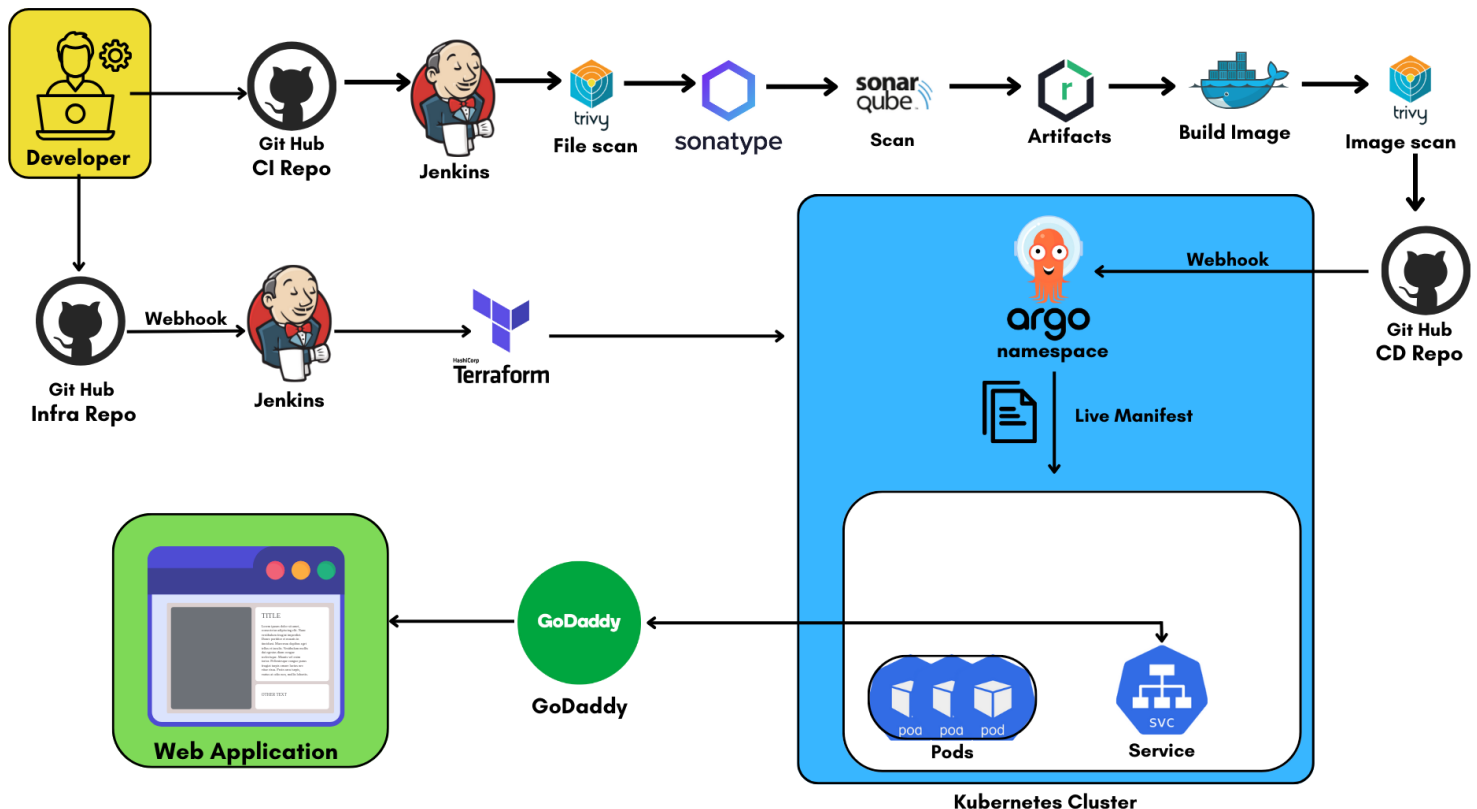 Developer
Git Hub
CI Repo
Jenkins
trivy
File scan
sonatype
sonar
qube
Scan
r
Artifacts
Build Image
trivy
Image scan
Git Hub
Infra Repo
Webhook
Jenkins
HashiCorp
Terraform
argo
namespace
Webhook
Git Hub
CD Repo
Live Manifest
TITLE
OTHER TEXT
Web Application
GoDaddy
GoDaddy
pod
Pods
svc
Service
Kubernetes Cluster